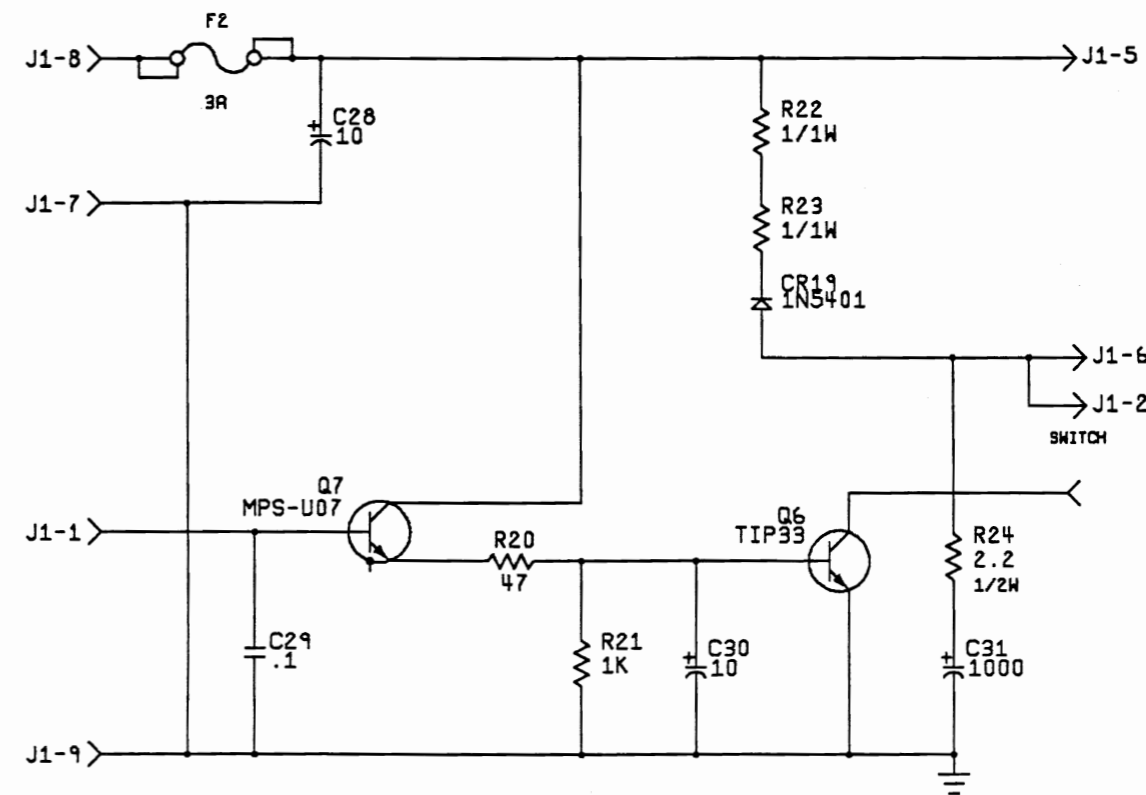 F2
J1-8
3A
C28
10
J1-5
R22
1/1W
J1-7
R23
1/1W
CR19
1N5401
J1-6
J1-2
SWITCH
Q7
MPS-U07
J1-1
R20
47
Q6
TIP33
R24
2.2
1/2W
C29
.1
R21
1K
C30
10
C31
1000
J1-9